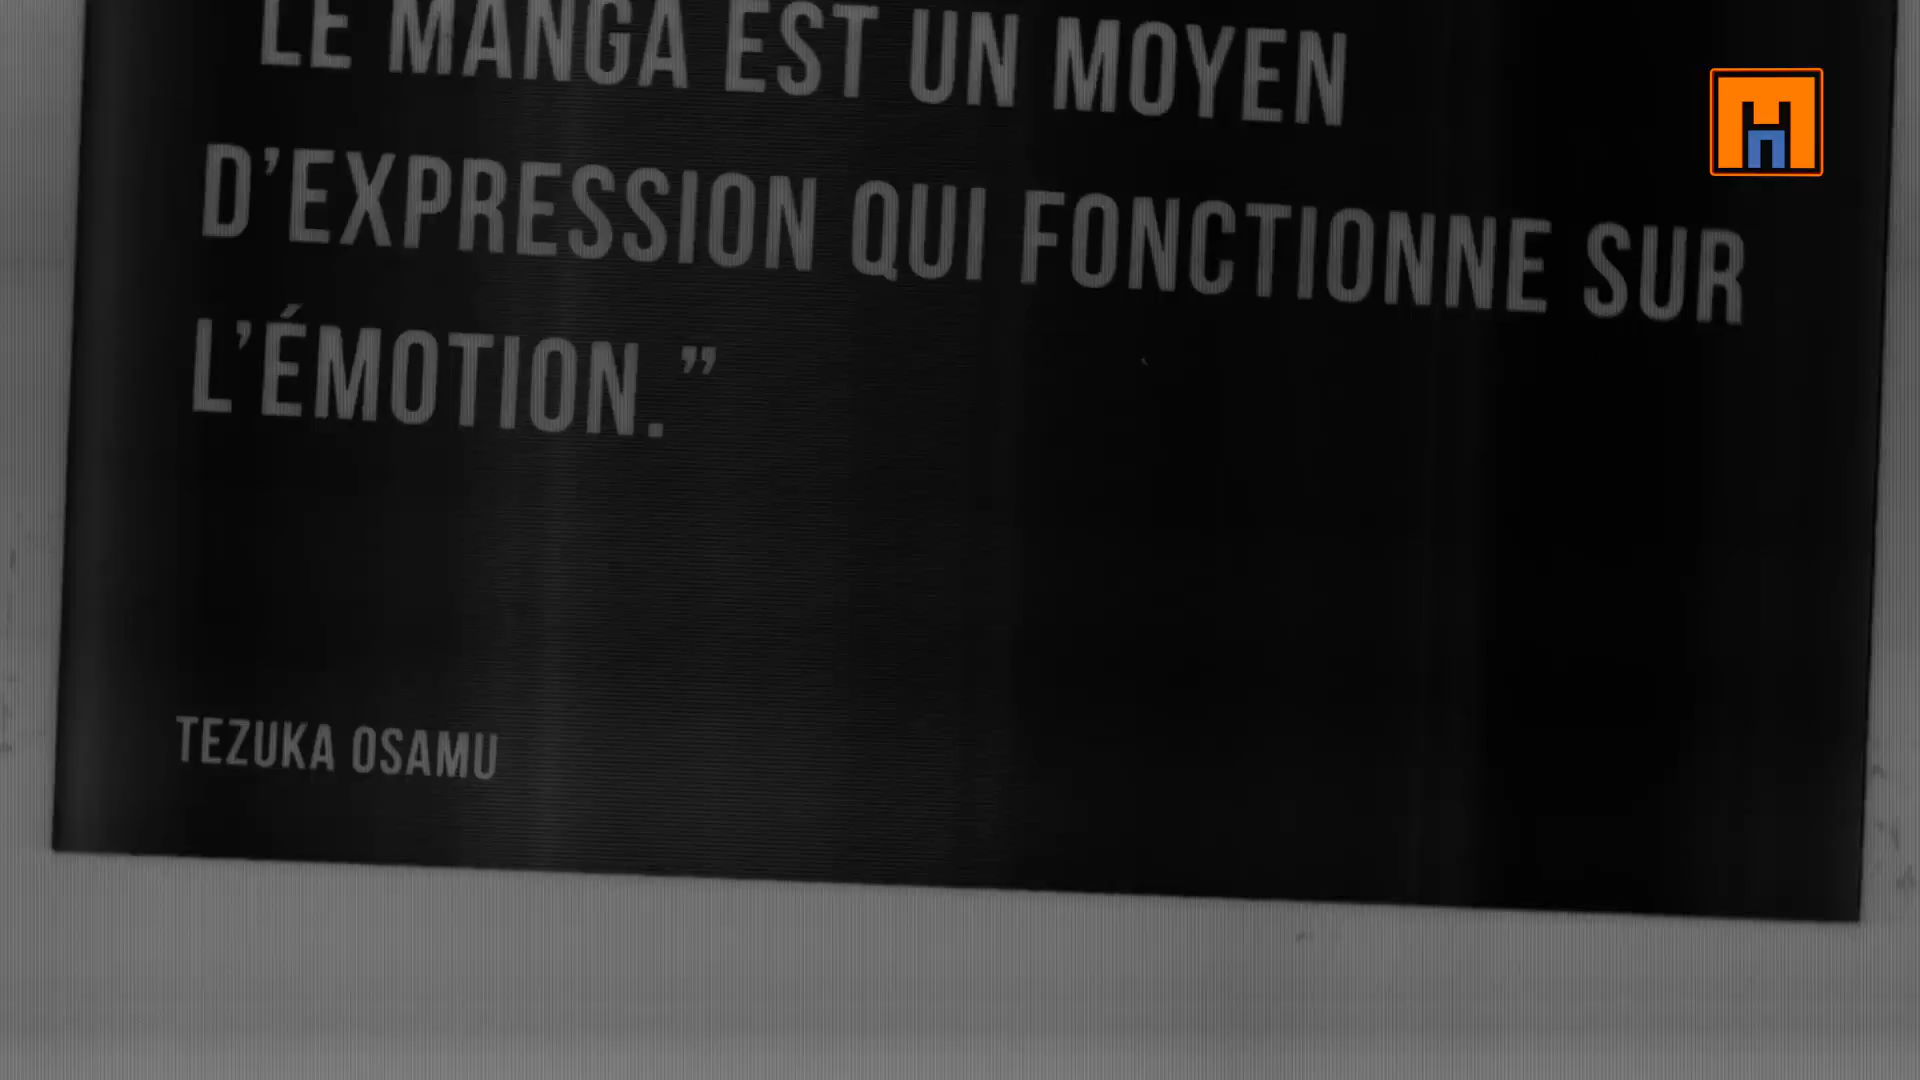 LE MANGA EST UN MOYEN
D’EXPRESSION QUI FONCTIONNE SUR
L’ÉMOTION.”
TEZUKA OSAMU